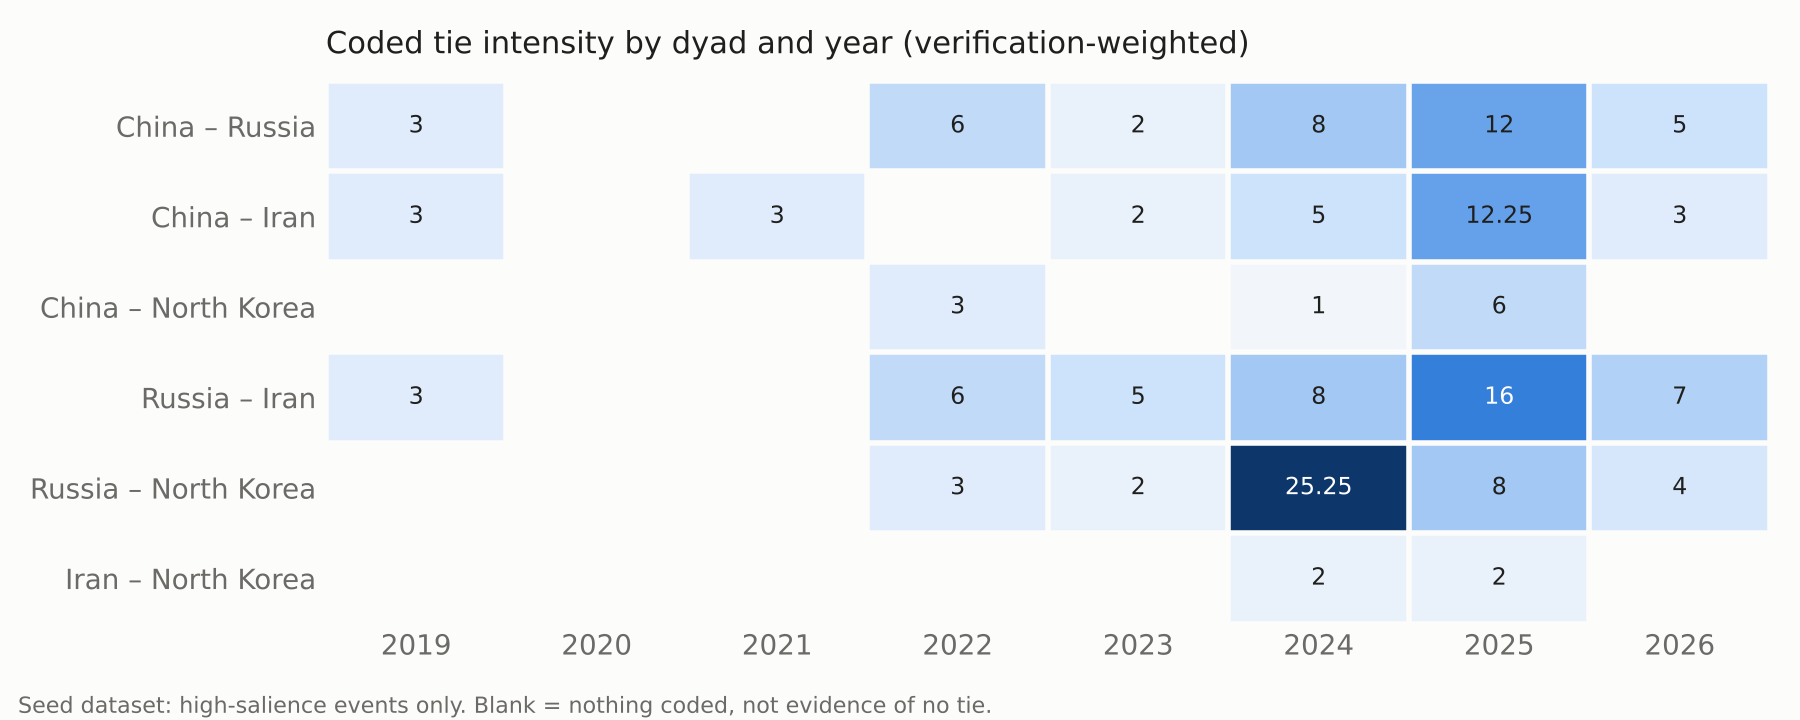 Coded tie intensity by dyad and year (verification-weighted)
China – Russia 3 6 2 8 12 5
China – Iran 3 3 2 5 12.25 3
China – North Korea 3 1 6
Russia – Iran 3 6 5 8 16 7
Russia – North Korea 3 2 25.25 8 4
Iran – North Korea 2 2
2019 2020 2021 2022 2023 2024 2025 2026
Seed dataset: high-salience events only. Blank = nothing coded, not evidence of no tie.